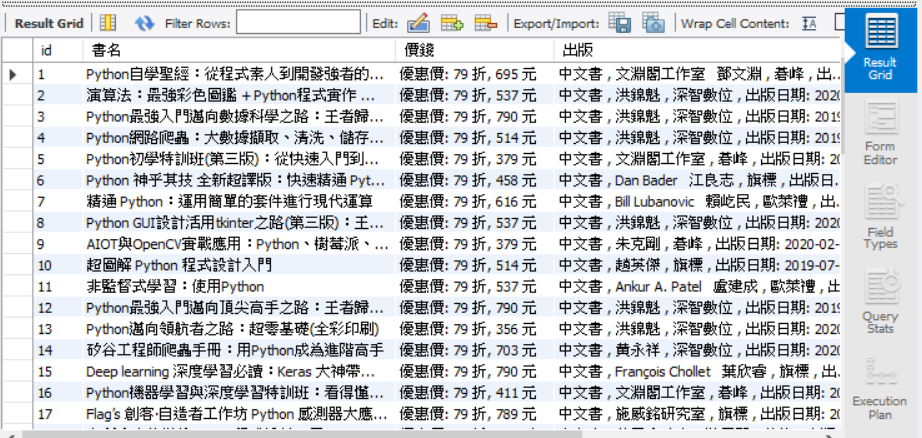 Result Grid Filter Rows: Edit: Export/Import: Wrap Cell Content:
id 書名 價錢 出版
1 Python自學聖經：從程式素人到開發強者的... 優惠價: 79 折, 695 元 中文書 , 文淵閣工作室 鄧文淵 , 碁峰 , 出...
2 演算法：最強彩色圖鑑 + Python程式實作 ... 優惠價: 79 折, 537 元 中文書 , 洪錦魁 , 深智數位 , 出版日期: 2020
3 Python最強入門邁向數據科學之路：王者歸... 優惠價: 79 折, 790 元 中文書 , 洪錦魁 , 深智數位 , 出版日期: 2019
4 Python網路爬蟲：大數據擷取、清洗、儲存... 優惠價: 79 折, 514 元 中文書 , 洪錦魁 , 深智數位 , 出版日期: 2019
5 Python初學特訓班(第三版)：從快速入門到... 優惠價: 79 折, 379 元 中文書 , 文淵閣工作室 , 碁峰 , 出版日期: 20
6 Python 神乎其技 全新超譯版：快速精通 Pyt... 優惠價: 79 折, 458 元 中文書 , Dan Bader 江良志 , 旗標 , 出版日.
7 精通 Python：運用簡單的套件進行現代運算 優惠價: 79 折, 616 元 中文書 , Bill Lubanovic 賴屹民 , 歐萊禮 , 出.
8 Python GUI設計活用tkinter之路(第三版)：王... 優惠價: 79 折, 537 元 中文書 , 洪錦魁 , 深智數位 , 出版日期: 2020
9 AIOT與OpenCV實戰應用：Python、樹莓派、... 優惠價: 79 折, 379 元 中文書 , 朱克剛 , 碁峰 , 出版日期: 2020-02-
10 超圖解 Python 程式設計入門 優惠價: 79 折, 514 元 中文書 , 趙英傑 , 旗標 , 出版日期: 2019-07-
11 非監督式學習：使用Python 優惠價: 79 折, 537 元 中文書 , Ankur A. Patel 盧建成 , 歐萊禮 , 出
12 Python最強入門邁向頂尖高手之路：王者歸... 優惠價: 79 折, 790 元 中文書 , 洪錦魁 , 深智數位 , 出版日期: 2019
13 Python邁向領航者之路：超零基礎(全彩印刷) 優惠價: 79 折, 356 元 中文書 , 洪錦魁 , 深智數位 , 出版日期: 2020
14 矽谷工程師爬蟲手冊：用Python成為進階高手 優惠價: 79 折, 703 元 中文書 , 黃永祥 , 深智數位 , 出版日期: 2020
15 Deep learning 深度學習必讀：Keras 大神帶... 優惠價: 79 折, 790 元 中文書 , François Chollet 葉欣睿 , 旗標 , 出.
16 Python機器學習與深度學習特訓班：看得懂... 優惠價: 79 折, 411 元 中文書 , 文淵閣工作室 , 碁峰 , 出版日期: 20
17 Flag's 創客‧自造者工作坊 Python 感測器大應... 優惠價: 79 折, 789 元 中文書 , 施威銘研究室 , 旗標 , 出版日期: 20
Result
Grid
Form
Editor
Field
Types
Query
Stats
Execution
Plan